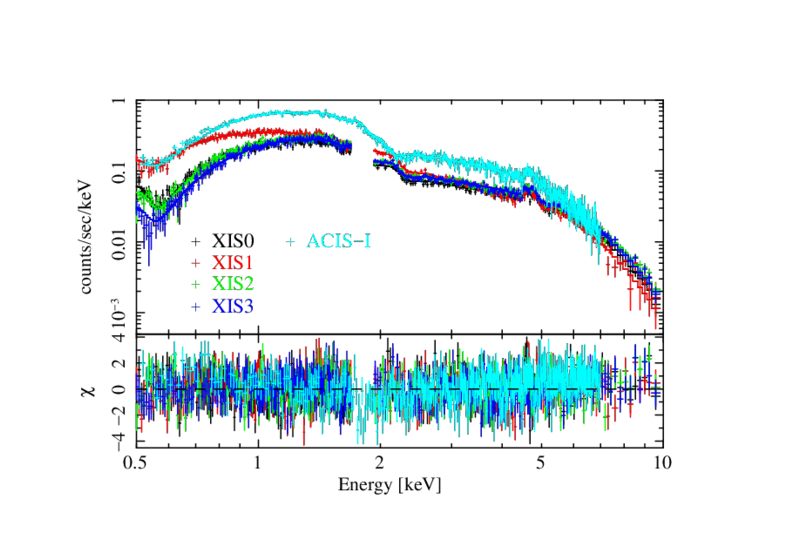 1
0.1
0.01
10⁻³
counts/sec/keV
XIS0
ACIS-I
XIS1
XIS2
XIS3
4
2
0
−2
−4
χ
0.5
1
2
5
10
Energy [keV]